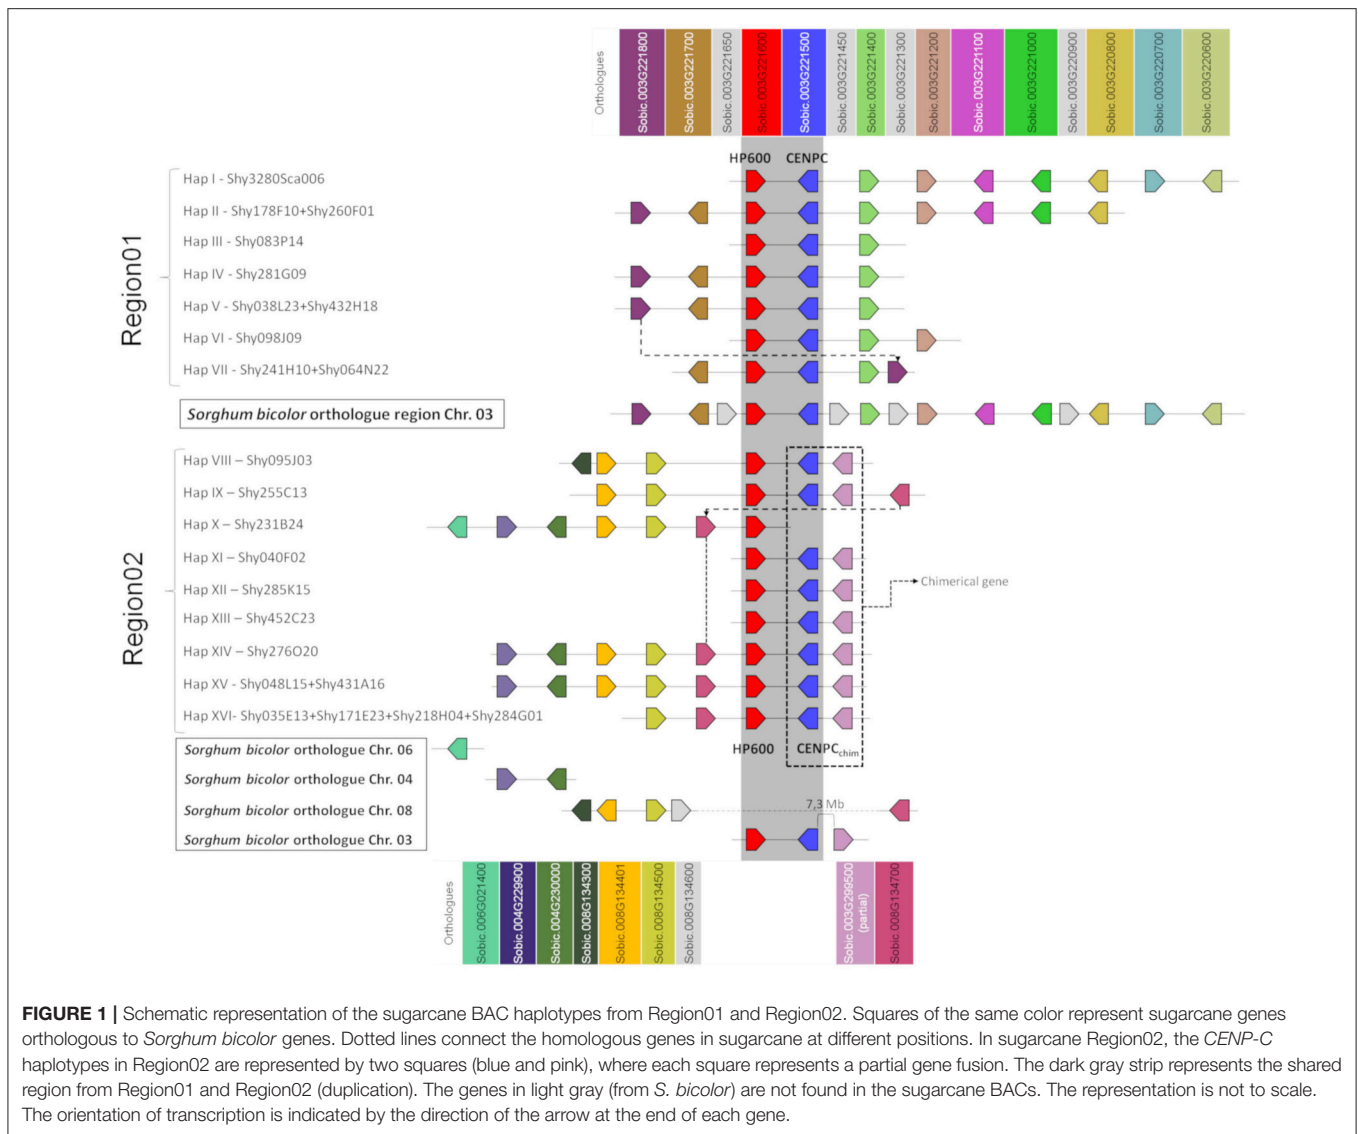 Orthologues
Sobic.003G221800
Sobic.003G221700
Sobic.003G221650
Sobic.003G221600
Sobic.003G221500
Sobic.003G221450
Sobic.003G221400
Sobic.003G221300
Sobic.003G221200
Sobic.003G221100
Sobic.003G221000
Sobic.003G220900
Sobic.003G220800
Sobic.003G220700
Sobic.003G220600
HP600 CENPC
Region01
Hap I - Shy3280Sca006
Hap II - Shy178F10+Shy260F01
Hap III - Shy083P14
Hap IV - Shy281G09
Hap V - Shy038L23+Shy432H18
Hap VI - Shy098J09
Hap VII - Shy241H10+Shy064N22
Sorghum bicolor orthologue region Chr. 03
Region02
Hap VIII – Shy095J03
Hap IX – Shy255C13
Hap X – Shy231B24
Hap XI – Shy040F02
Hap XII – Shy285K15
Hap XIII – Shy452C23
Hap XIV – Shy276O20
Hap XV - Shy048L15+Shy431A16
Hap XVI- Shy035E13+Shy171E23+Shy218H04+Shy284G01
Chimerical gene
HP600 CENPCchim
Sorghum bicolor orthologue Chr. 06
Sorghum bicolor orthologue Chr. 04
Sorghum bicolor orthologue Chr. 08
7,3 Mb
Sorghum bicolor orthologue Chr. 03
Orthologues
Sobic.006G021400
Sobic.004G229900
Sobic.004G230000
Sobic.008G134300
Sobic.008G134401
Sobic.008G134500
Sobic.008G134600
Sobic.003G299500
(partial)
Sobic.008G134700
FIGURE 1 | Schematic representation of the sugarcane BAC haplotypes from Region01 and Region02. Squares of the same color represent sugarcane genes
orthologous to Sorghum bicolor genes. Dotted lines connect the homologous genes in sugarcane at different positions. In sugarcane Region02, the CENP-C
haplotypes in Region02 are represented by two squares (blue and pink), where each square represents a partial gene fusion. The dark gray strip represents the shared
region from Region01 and Region02 (duplication). The genes in light gray (from S. bicolor) are not found in the sugarcane BACs. The representation is not to scale.
The orientation of transcription is indicated by the direction of the arrow at the end of each gene.